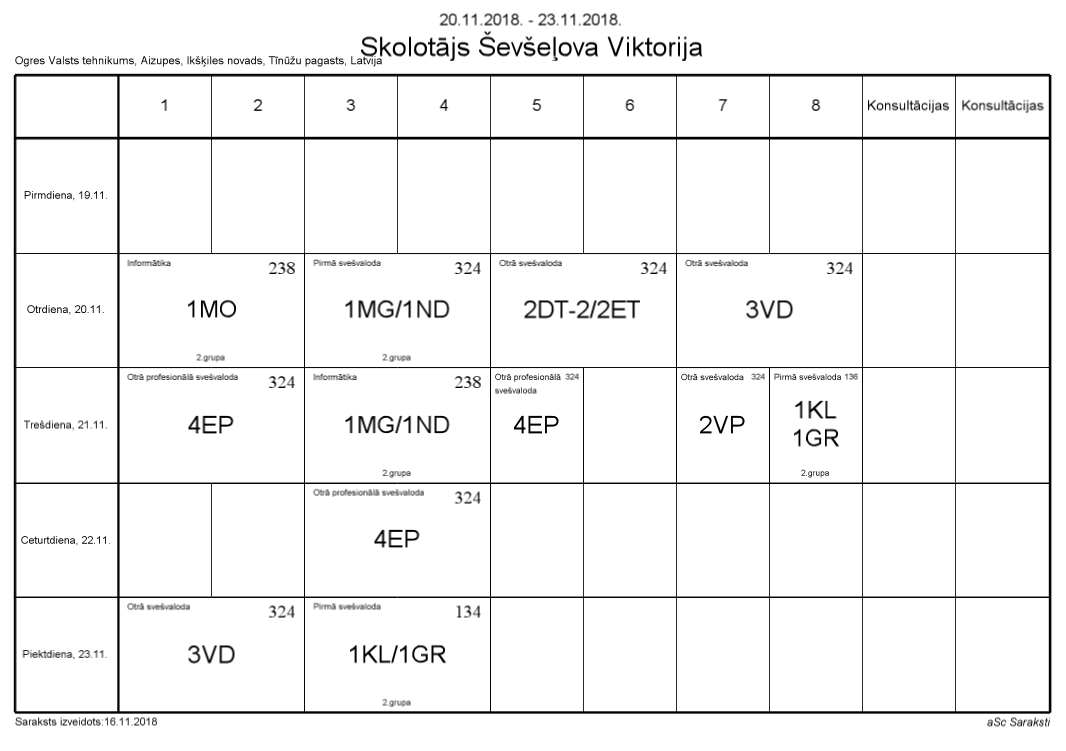 20.11.2018. - 23.11.2018.
Skolotājs Ševšeļova Viktorija
Ogres Valsts tehnikums, Aizupes, Ikšķiles novads, Tīnūžu pagasts, Latvija
1 2 3 4 5 6 7 8 Konsultācijas Konsultācijas
Pirmdiena, 19.11.
Otrdiena, 20.11.
Informātika 238
1MO
2.grupa
Pirmā svešvaloda 324
1MG/1ND
2.grupa
Otrā svešvaloda 324
2DT-2/2ET
Otrā svešvaloda 324
3VD
Trešdiena, 21.11.
Otrā profesionālā svešvaloda 324
4EP
Informātika 238
1MG/1ND
2.grupa
Otrā profesionālā 324
svešvaloda
4EP
Otrā svešvaloda 324
2VP
Pirmā svešvaloda 136
1KL
1GR
2.grupa
Ceturtdiena, 22.11.
Otrā profesionālā svešvaloda 324
4EP
Piektdiena, 23.11.
Otrā svešvaloda 324
3VD
Pirmā svešvaloda 134
1KL/1GR
2.grupa
Saraksts izveidots:16.11.2018
aSc Saraksti